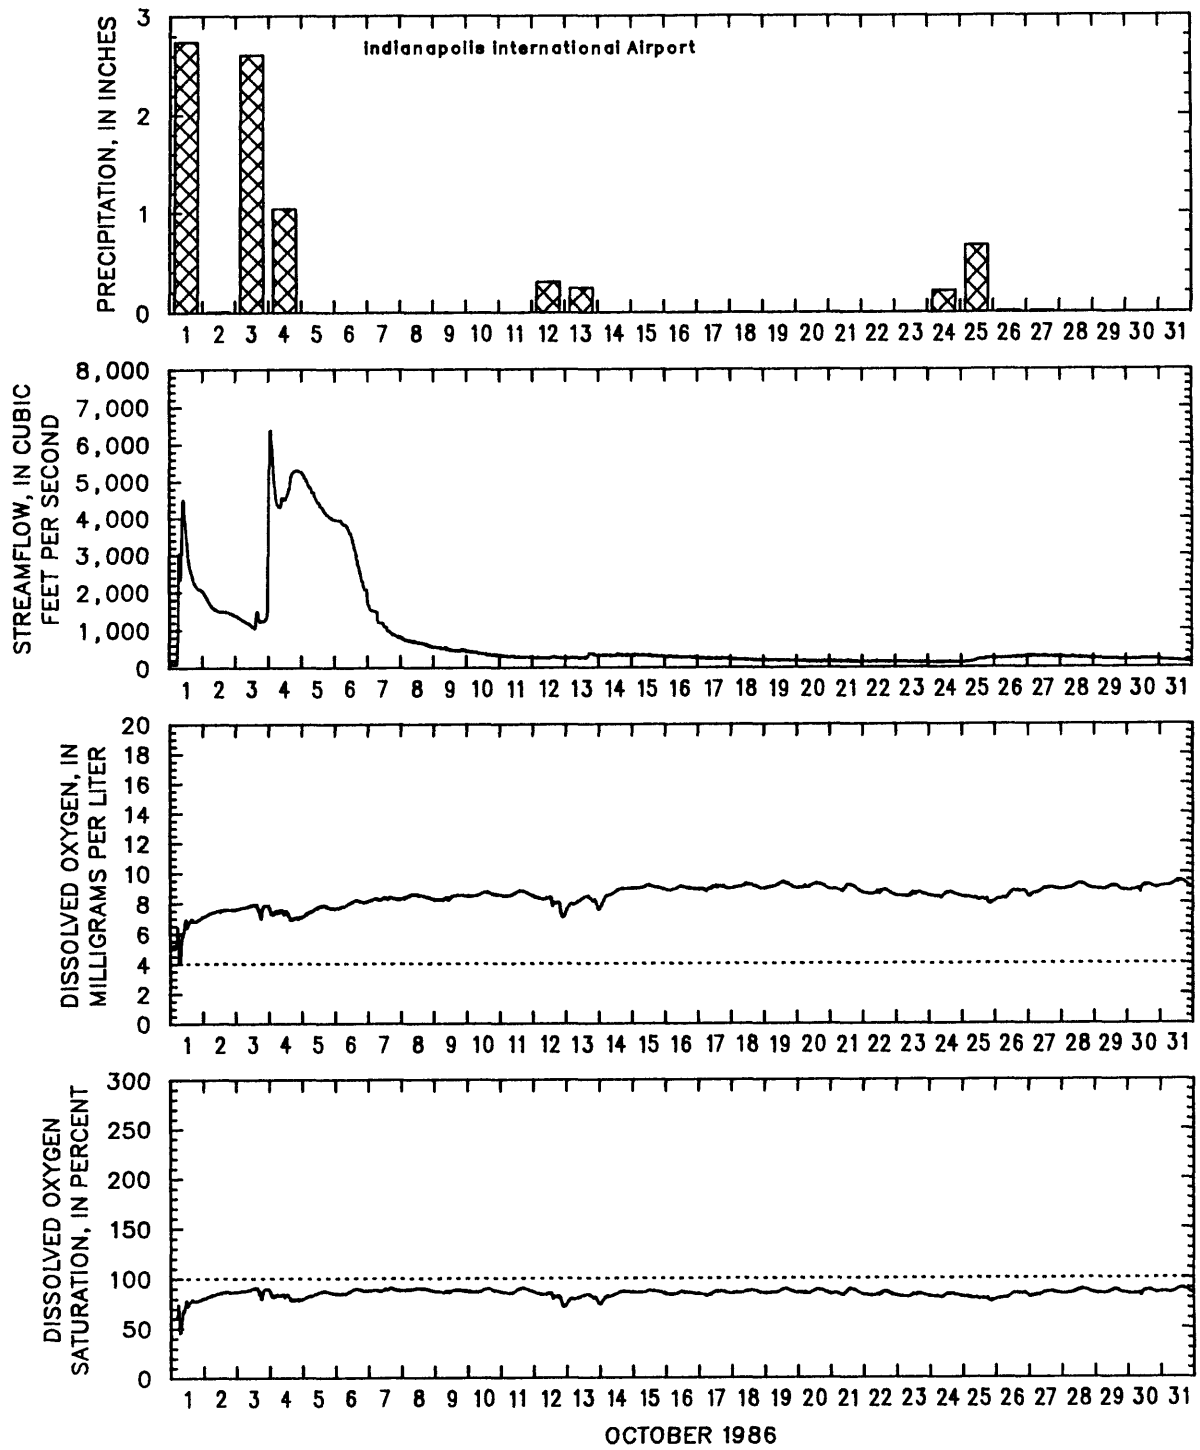 3
Indianapolis International Airport
2
1
0
PRECIPITATION, IN INCHES
1 2 3 4 5 6 7 8 9 10 11 12 13 14 15 16 17 18 19 20 21 22 23 24 25 26 27 28 29 30 31
8,000
7,000
6,000
5,000
4,000
3,000
2,000
1,000
0
STREAMFLOW, IN CUBIC
FEET PER SECOND
1 2 3 4 5 6 7 8 9 10 11 12 13 14 15 16 17 18 19 20 21 22 23 24 25 26 27 28 29 30 31
20
18
16
14
12
10
8
6
4
2
0
DISSOLVED OXYGEN, IN
MILLIGRAMS PER LITER
1 2 3 4 5 6 7 8 9 10 11 12 13 14 15 16 17 18 19 20 21 22 23 24 25 26 27 28 29 30 31
300
250
200
150
100
50
0
DISSOLVED OXYGEN
SATURATION, IN PERCENT
1 2 3 4 5 6 7 8 9 10 11 12 13 14 15 16 17 18 19 20 21 22 23 24 25 26 27 28 29 30 31
OCTOBER 1986